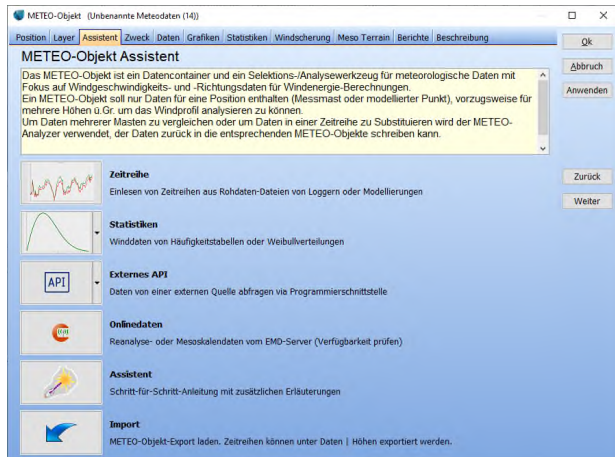 METEO-Objekt (Unbenannte Meteodaten (14))
Position Layer Assistent Zweck Daten Grafiken Statistiken Windscherung Meso Terrain Berichte Beschreibung
METEO-Objekt Assistent
Das METEO-Objekt ist ein Datencontainer und ein Selektions-/Analysewerkzeug für meteorologische Daten mit
Fokus auf Windgeschwindigkeits- und -Richtungsdaten für Windenergie-Berechnungen.
Ein METEO-Objekt soll nur Daten für eine Position enthalten (Messmast oder modellierter Punkt), vorzugsweise für
mehrere Höhen ü.Gr. um das Windprofil analysieren zu können.
Um Daten mehrerer Masten zu vergleichen oder um Daten in einer Zeitreihe zu Substituieren wird der METEO-
Analyzer verwendet, der Daten zurück in die entsprechenden METEO-Objekte schreiben kann.
Ok
Abbruch
Anwenden
Zurück
Weiter
Zeitreihe
Einlesen von Zeitreihen aus Rohdaten-Dateien von Loggern oder Modellierungen
Statistiken
Winddaten von Häufigkeitstabellen oder Weibullverteilungen
API
Externes API
Daten von einer externen Quelle abfragen via Programmierschnittstelle
Onlinedaten
Reanalyse- oder Mesoskalendaten vom EMD-Server (Verfügbarkeit prüfen)
Assistent
Schritt-für-Schritt-Anleitung mit zusätzlichen Erläuterungen
Import
METEO-Objekt-Export laden. Zeitreihen können unter Daten | Höhen exportiert werden.